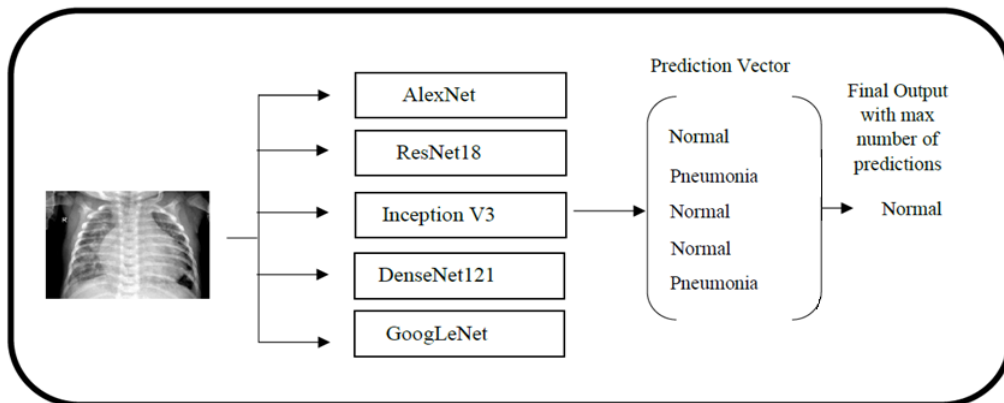 AlexNet
ResNet18
Inception V3
DenseNet121
GoogLeNet
Prediction Vector
Normal
Pneumonia
Normal
Normal
Pneumonia
Final Output
with max
number of
predictions
Normal